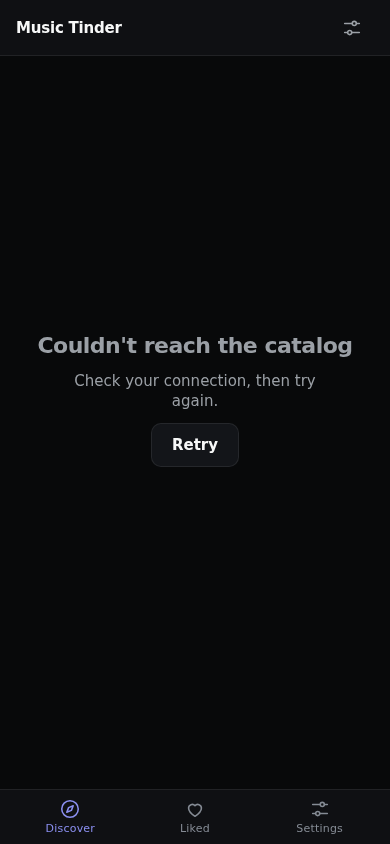 Music Tinder
Couldn't reach the catalog
Check your connection, then try
again.
Retry
Discover
Liked
Settings